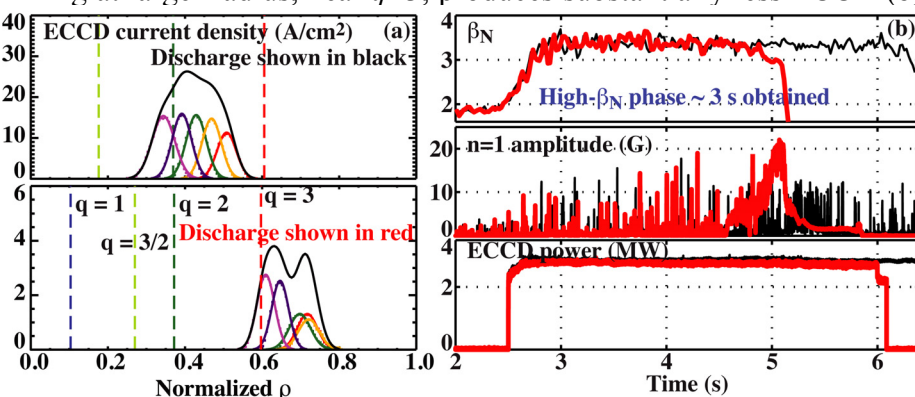 ECCD current density (A/cm2) (a)
Discharge shown in black
40
30
20
10
0
q = 1
q = 3/2
q = 2
q = 3
Discharge shown in red
6
4
2
0
0.0 0.2 0.4 0.6 0.8 1.0
Normalized ρ
βN (b)
High-βN phase ~ 3 s obtained
4
2
n=1 amplitude (G)
20
10
0
ECCD power (MW)
4
2
0
2 3 4 5 6
Time (s)